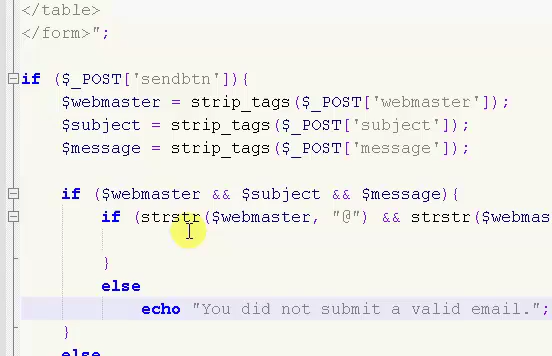 </table>
</form>";
if ($_POST['sendbtn']){
$webmaster = strip_tags($_POST['webmaster']);
$subject = strip_tags($_POST['subject']);
$message = strip_tags($_POST['message']);
if ($webmaster && $subject && $message){
if (strstr($webmaster, "@") && strstr($webmas
}
else
echo "You did not submit a valid email.";
}
else